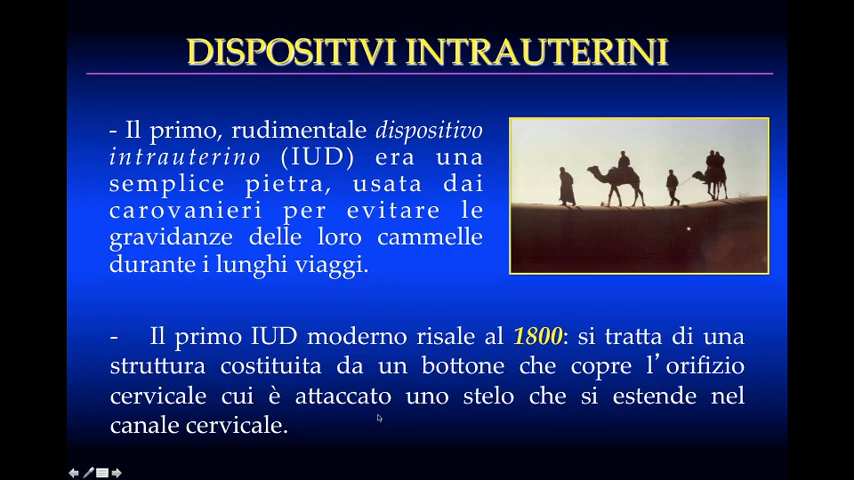 DISPOSITIVI INTRAUTERINI
- Il primo, rudimentale dispositivo
intrauterino (IUD) era una
semplice pietra, usata dai
carovanieri per evitare le
gravidanze delle loro cammelle
durante i lunghi viaggi.
- Il primo IUD moderno risale al 1800: si tratta di una
struttura costituita da un bottone che copre l’orifizio
cervicale cui è attaccato uno stelo che si estende nel
canale cervicale.